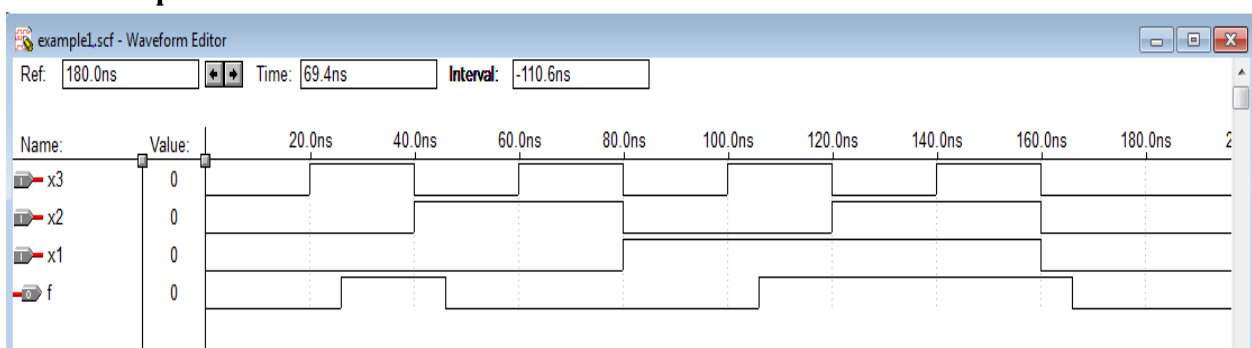 example1.scf - Waveform Editor
Ref: 180.0ns Time: 69.4ns Interval: -110.6ns
Name: Value: 20.0ns 40.0ns 60.0ns 80.0ns 100.0ns 120.0ns 140.0ns 160.0ns 180.0ns 2
x3 0
x2 0
x1 0
f 0